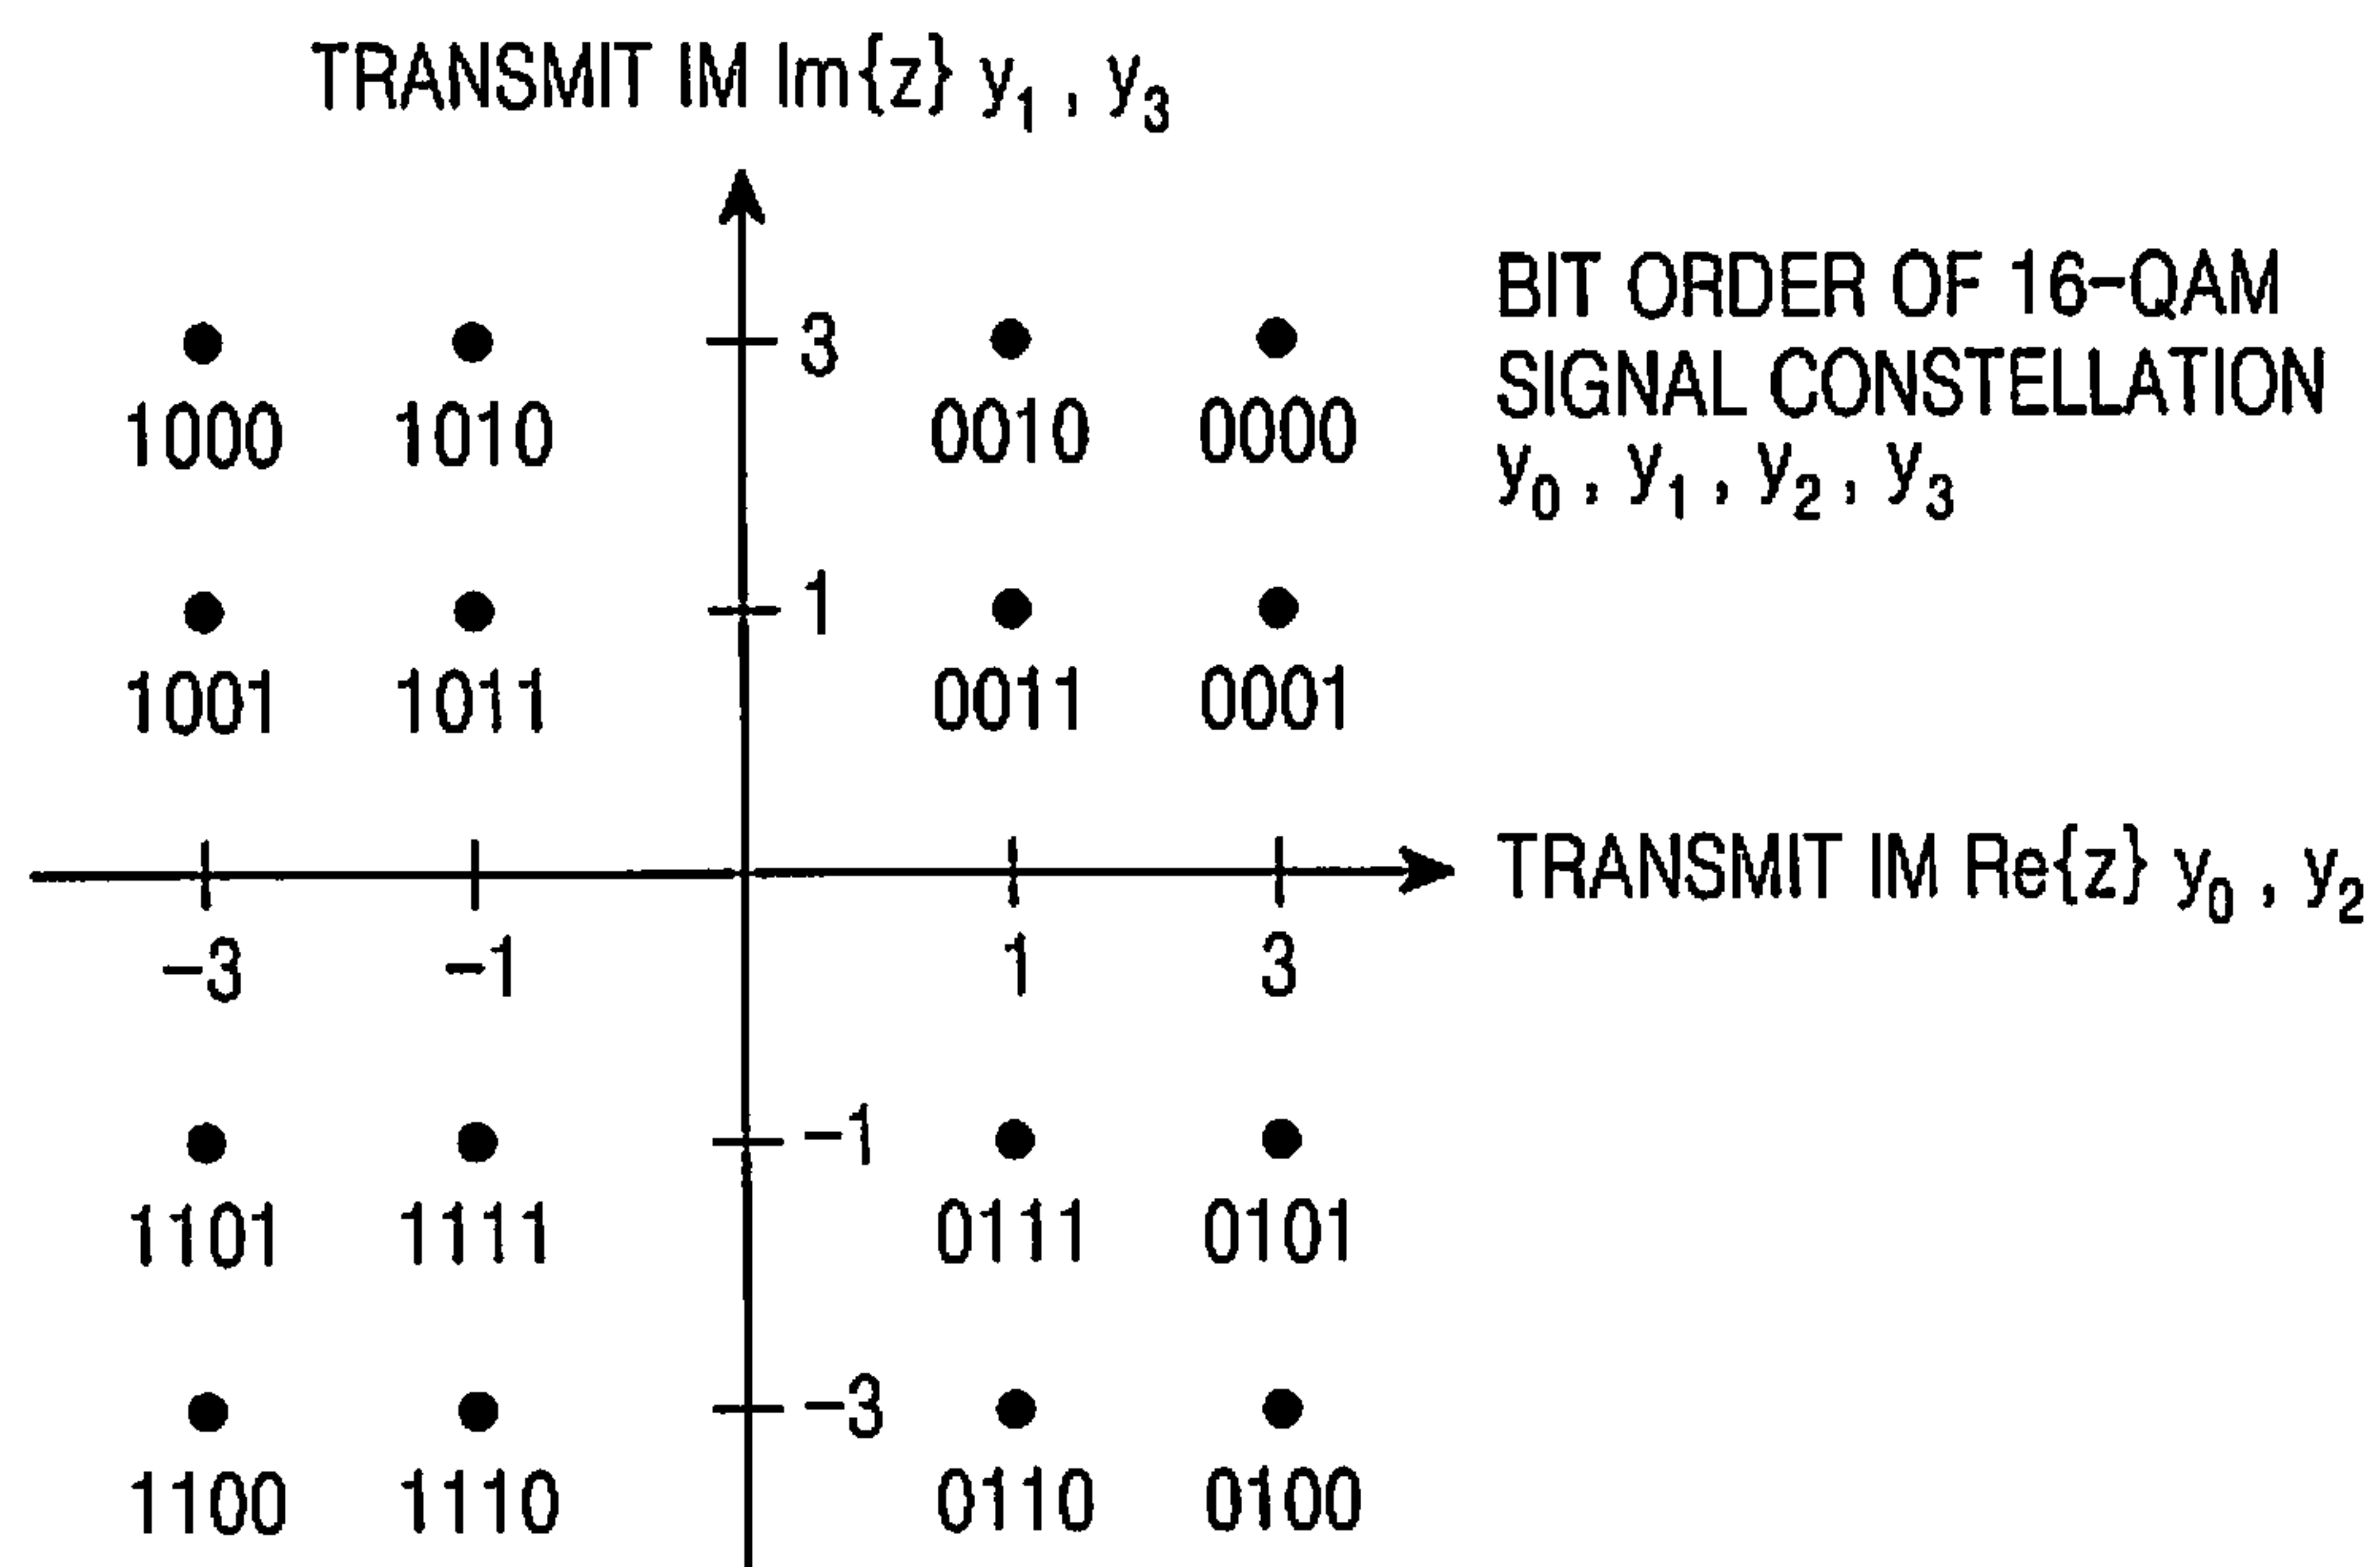 TRANSMIT IM Im{z} y₁, y₃
BIT ORDER OF 16-QAM
SIGNAL CONSTELLATION
y₀, y₁, y₂, y₃
3
1000 1010 0010 0000
1
1001 1011 0011 0001
TRANSMIT IM Re{z} y₀, y₂
-3 -1 1 3
-1
1101 1111 0111 0101
-3
1100 1110 0110 0100